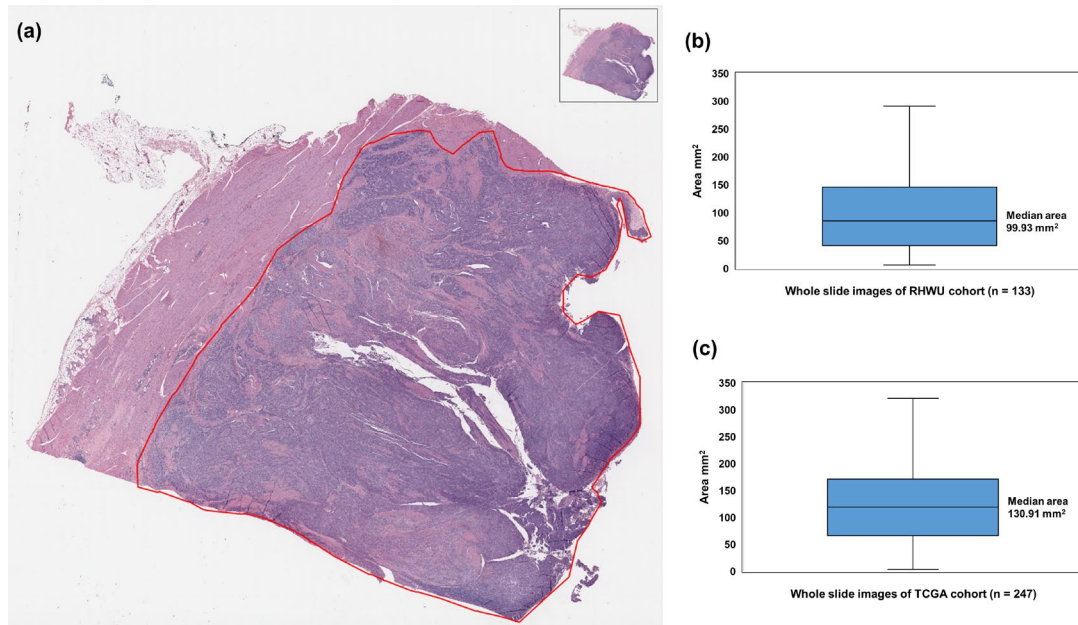 (a)
(b)
350
300
250
200
150
100
50
0
Area mm²
Median area
99.93 mm²
Whole slide images of RHWU cohort (n = 133)
(c)
350
300
250
200
150
100
50
0
Area mm²
Median area
130.91 mm²
Whole slide images of TCGA cohort (n = 247)